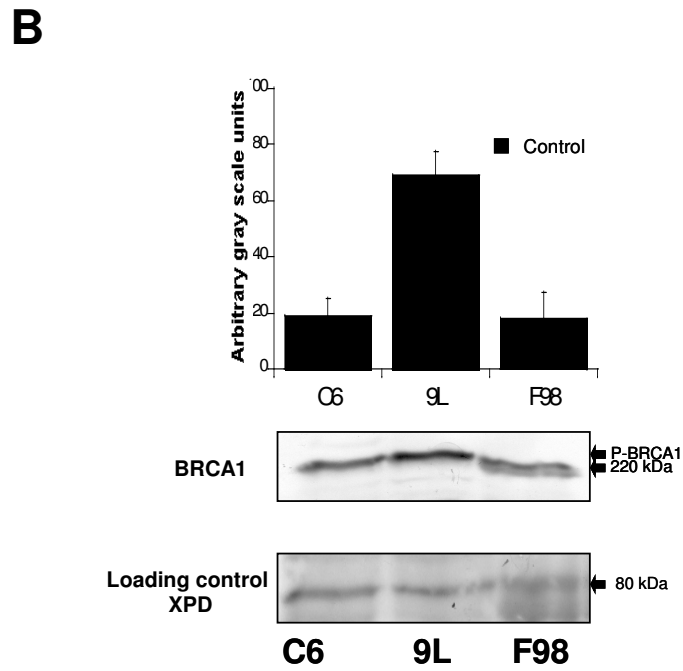 B
Arbitrary gray scale units
00
80
60
40
20
0
Control
C6
9L
F98
BRCA1
P-BRCA1
220 kDa
Loading control
XPD
80 kDa
C6 9L F98